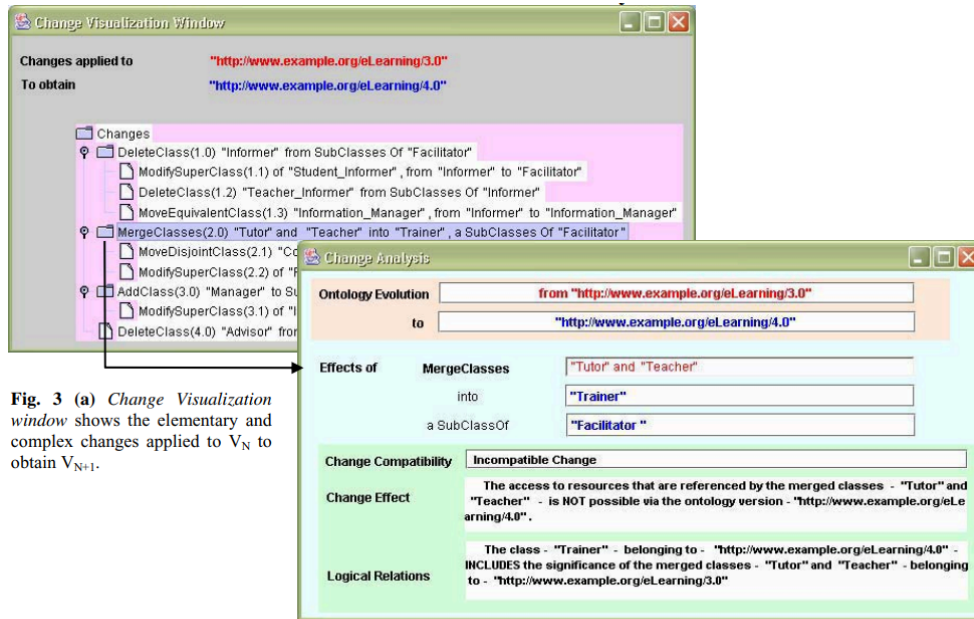 Change Visualization Window
Changes applied to "http://www.example.org/eLearning/3.0"
To obtain "http://www.example.org/eLearning/4.0"
Changes
DeleteClass(1.0) "Informer" from SubClasses Of "Facilitator"
ModifySuperClass(1.1) of "Student_Informer", from "Informer" to "Facilitator"
DeleteClass(1.2) "Teacher_Informer" from SubClasses Of "Informer"
MoveEquivalentClass(1.3) "Information_Manager", from "Informer" to "Information_Manager"
MergeClasses(2.0) "Tutor" and "Teacher" into "Trainer", a SubClasses Of "Facilitator"
MoveDisjointClass(2.1)
ModifySuperClass(2.2) of
AddClass(3.0) "Manager" to
ModifySuperClass(3.1) of
DeleteClass(4.0) "Advisor"
Fig. 3 (a) Change Visualization
window shows the elementary and
complex changes applied to VN to
obtain VN+1.
Change Analysis
Ontology Evolution from "http://www.example.org/eLearning/3.0"
to "http://www.example.org/eLearning/4.0"
Effects of MergeClasses "Tutor" and "Teacher"
into "Trainer"
a SubClassOf "Facilitator "
Change Compatibility Incompatible Change
Change Effect
The access to resources that are referenced by the merged classes - "Tutor" and
"Teacher" - is NOT possible via the ontology version - "http://www.example.org/eLe
arning/4.0" .
Logical Relations
The class - "Trainer" - belonging to - "http://www.example.org/eLearning/4.0" -
INCLUDES the significance of the merged classes - "Tutor" and "Teacher" - belonging
to - "http://www.example.org/eLearning/3.0"